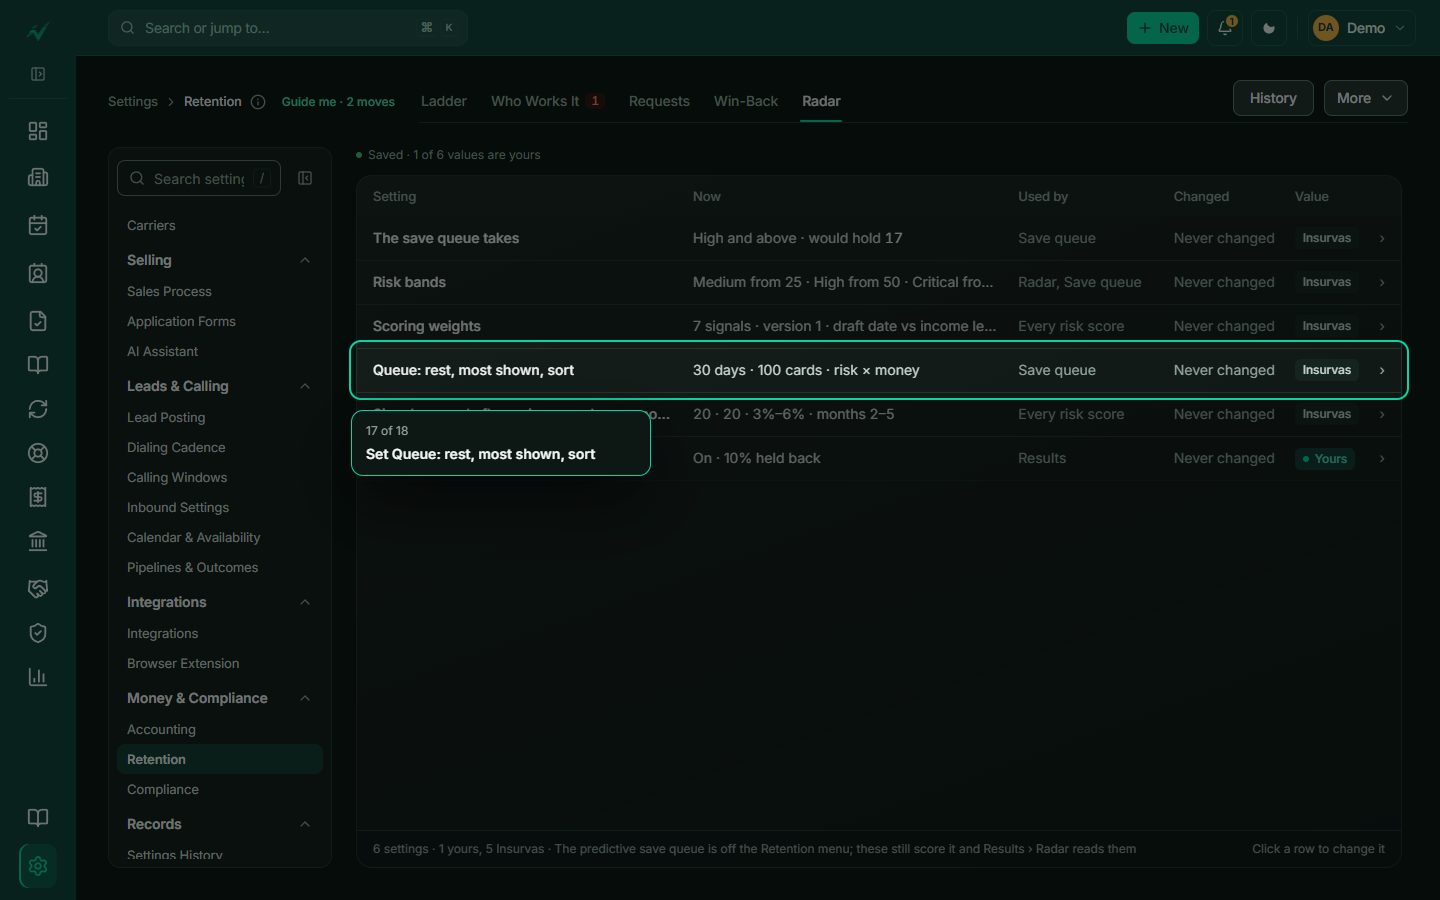 Search or jump to...
⌘ K
New
1
DA
Demo
Settings › Retention
Guide me · 2 moves
Ladder
Who Works It 1
Requests
Win-Back
Radar
History
More
Search setting
/
Saved · 1 of 6 values are yours
Carriers
Selling
Sales Process
Application Forms
AI Assistant
Leads & Calling
Lead Posting
Dialing Cadence
Calling Windows
Inbound Settings
Calendar & Availability
Pipelines & Outcomes
Integrations
Integrations
Browser Extension
Money & Compliance
Accounting
Retention
Compliance
Records
Settings History
Setting Now Used by Changed Value
The save queue takes High and above · would hold 17 Save queue Never changed Insurvas ›
Risk bands Medium from 25 · High from 50 · Critical fro... Radar, Save queue Never changed Insurvas ›
Scoring weights 7 signals · version 1 · draft date vs income le... Every risk score Never changed Insurvas ›
Queue: rest, most shown, sort 30 days · 100 cards · risk × money Save queue Never changed Insurvas ›
20 · 20 · 3%–6% · months 2–5 Every risk score Never changed Insurvas ›
17 of 18
Set Queue: rest, most shown, sort
On · 10% held back Results Never changed Yours ›
6 settings · 1 yours, 5 Insurvas · The predictive save queue is off the Retention menu; these still score it and Results › Radar reads them
Click a row to change it